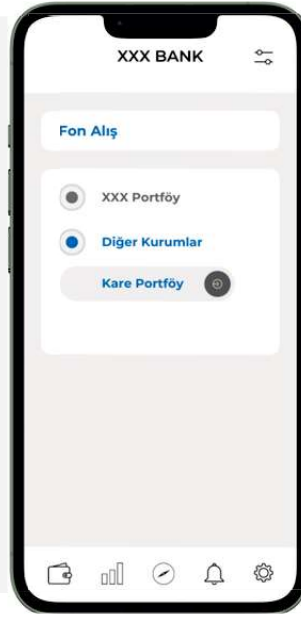 XXX BANK
Fon Alış
XXX Portföy
Diğer Kurumlar
Kare Portföy